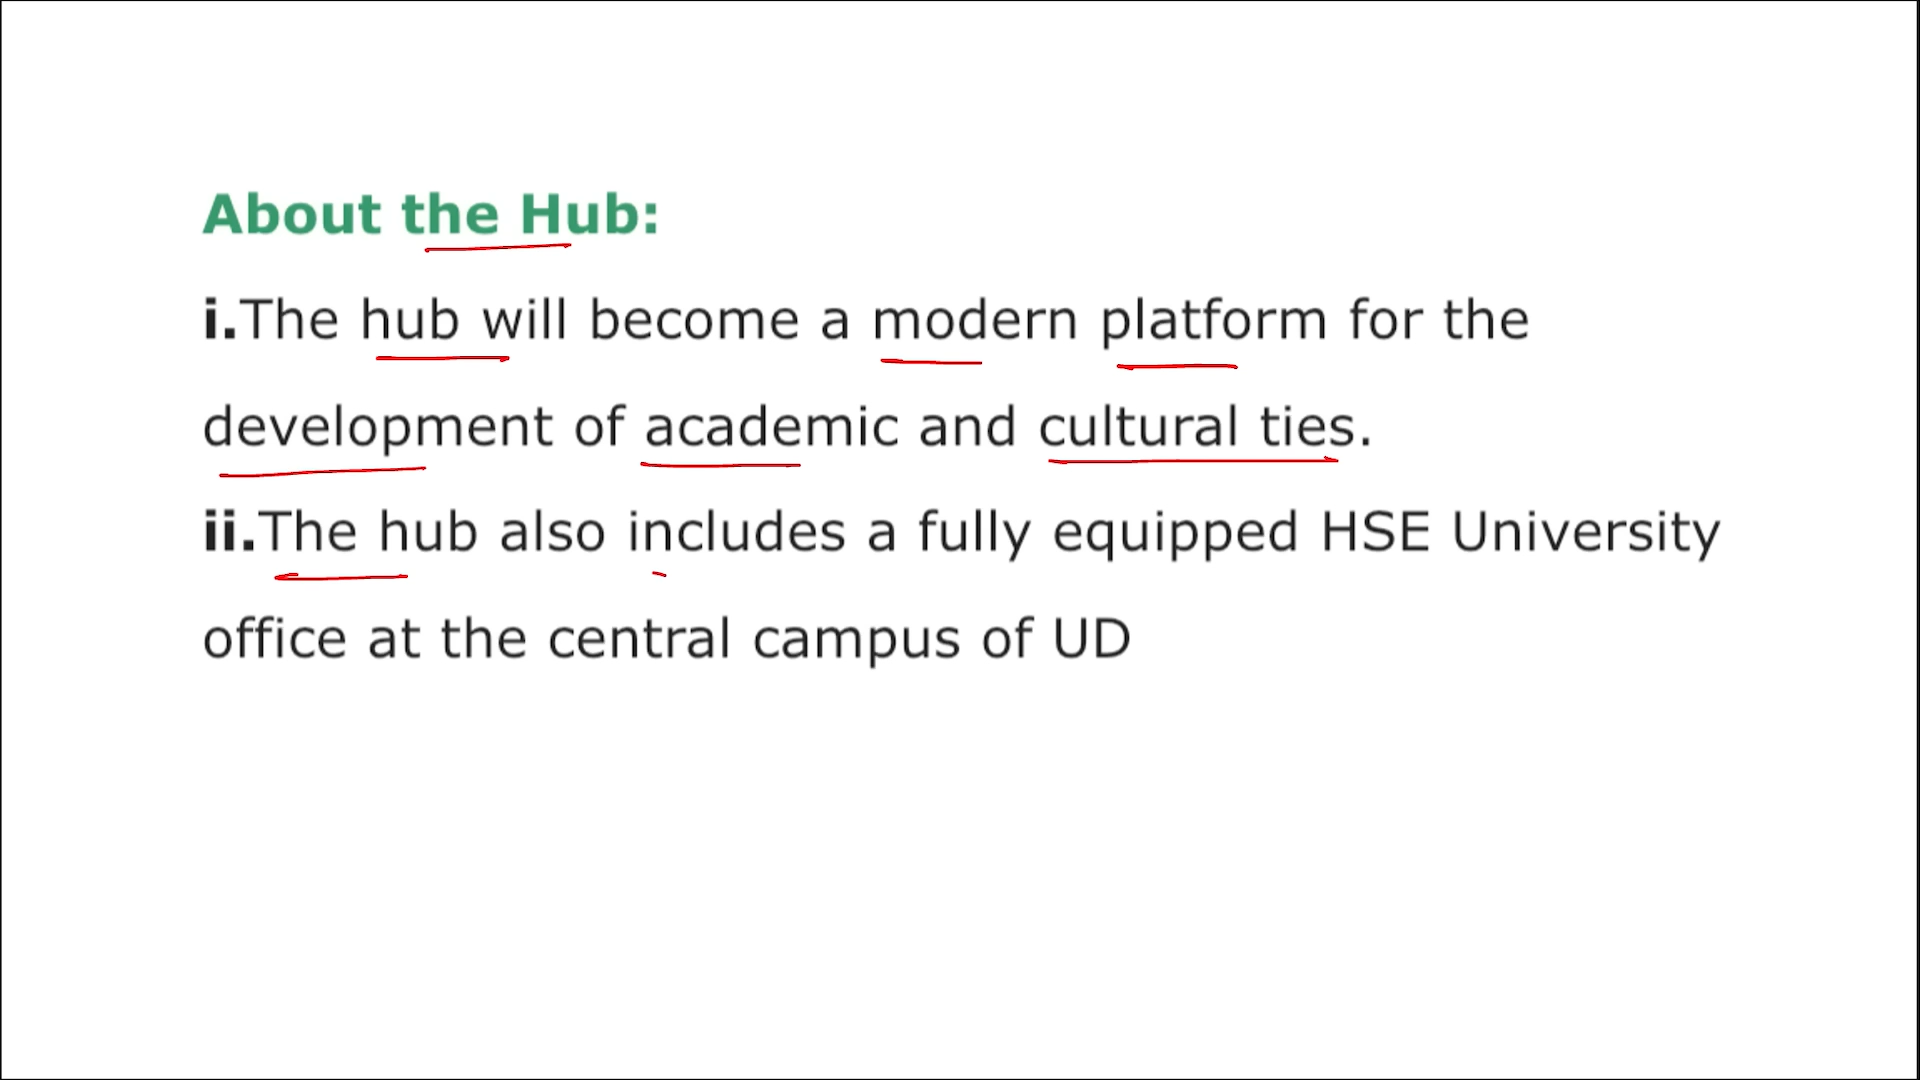 About the Hub:
i.The hub will become a modern platform for the
development of academic and cultural ties.
ii.The hub also includes a fully equipped HSE University
office at the central campus of UD